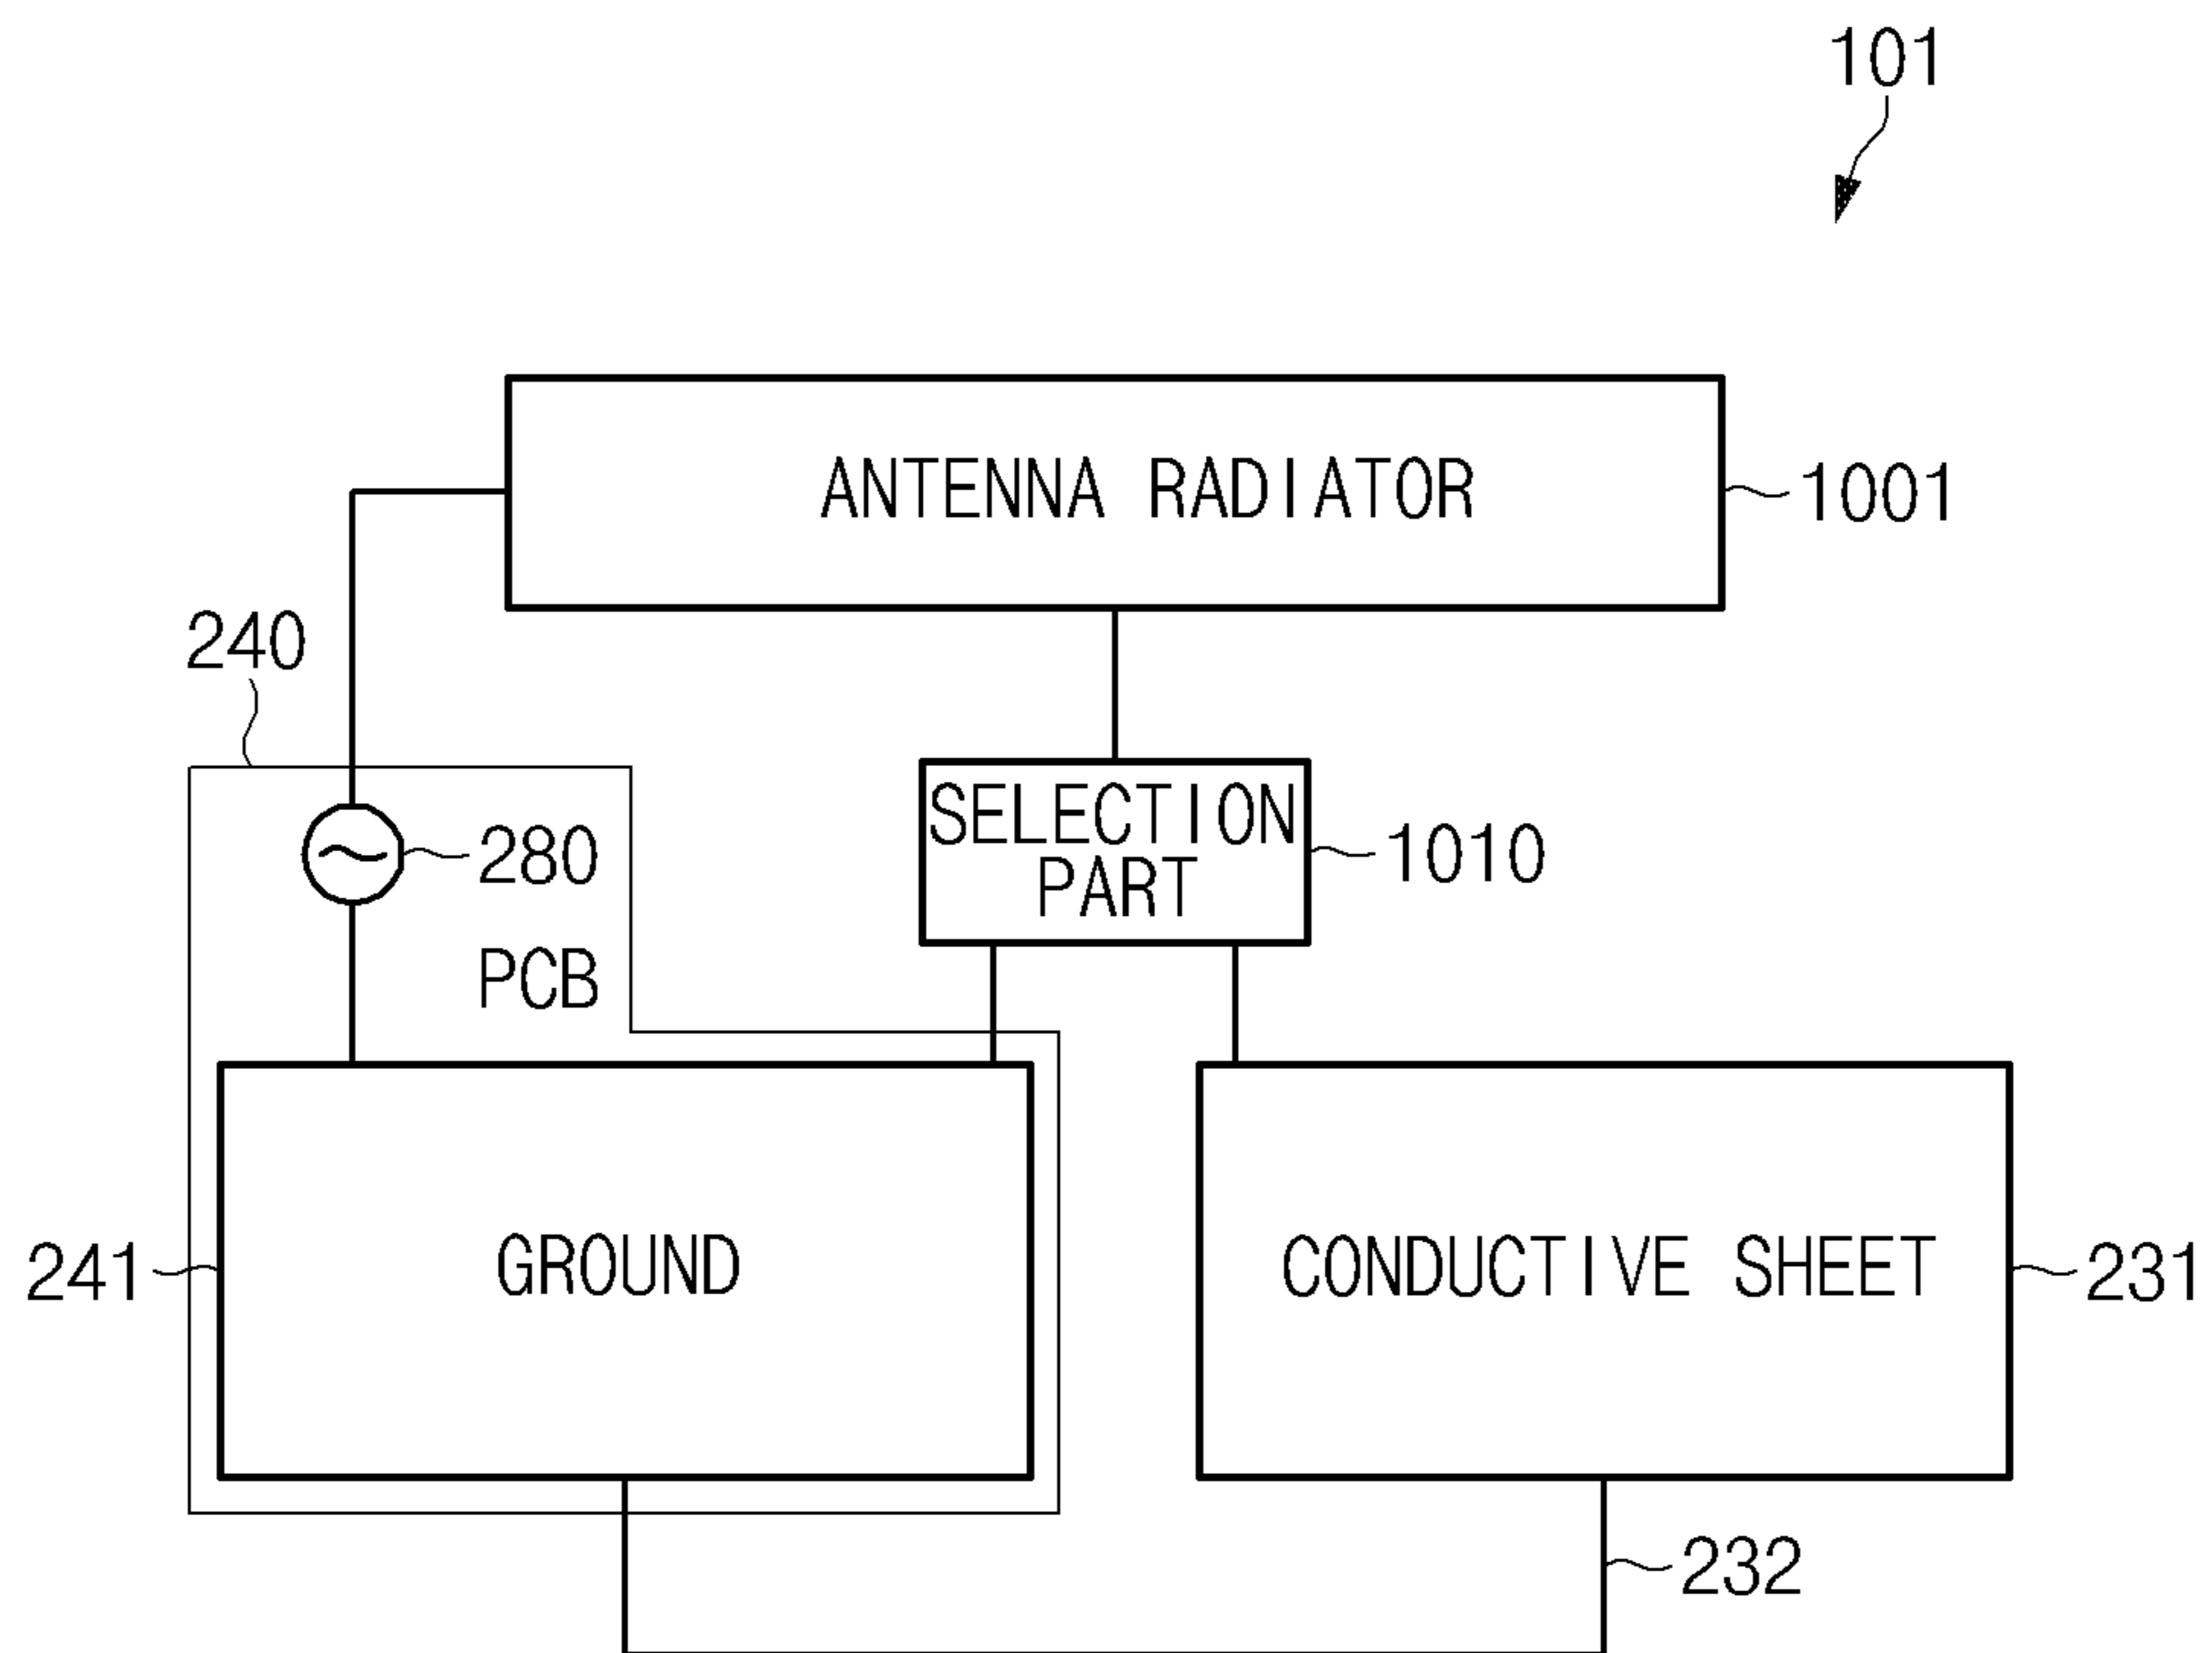 101
ANTENNA RADIATOR
1001
240
SELECTION
PART
1010
280
PCB
241
GROUND
CONDUCTIVE SHEET
231
232